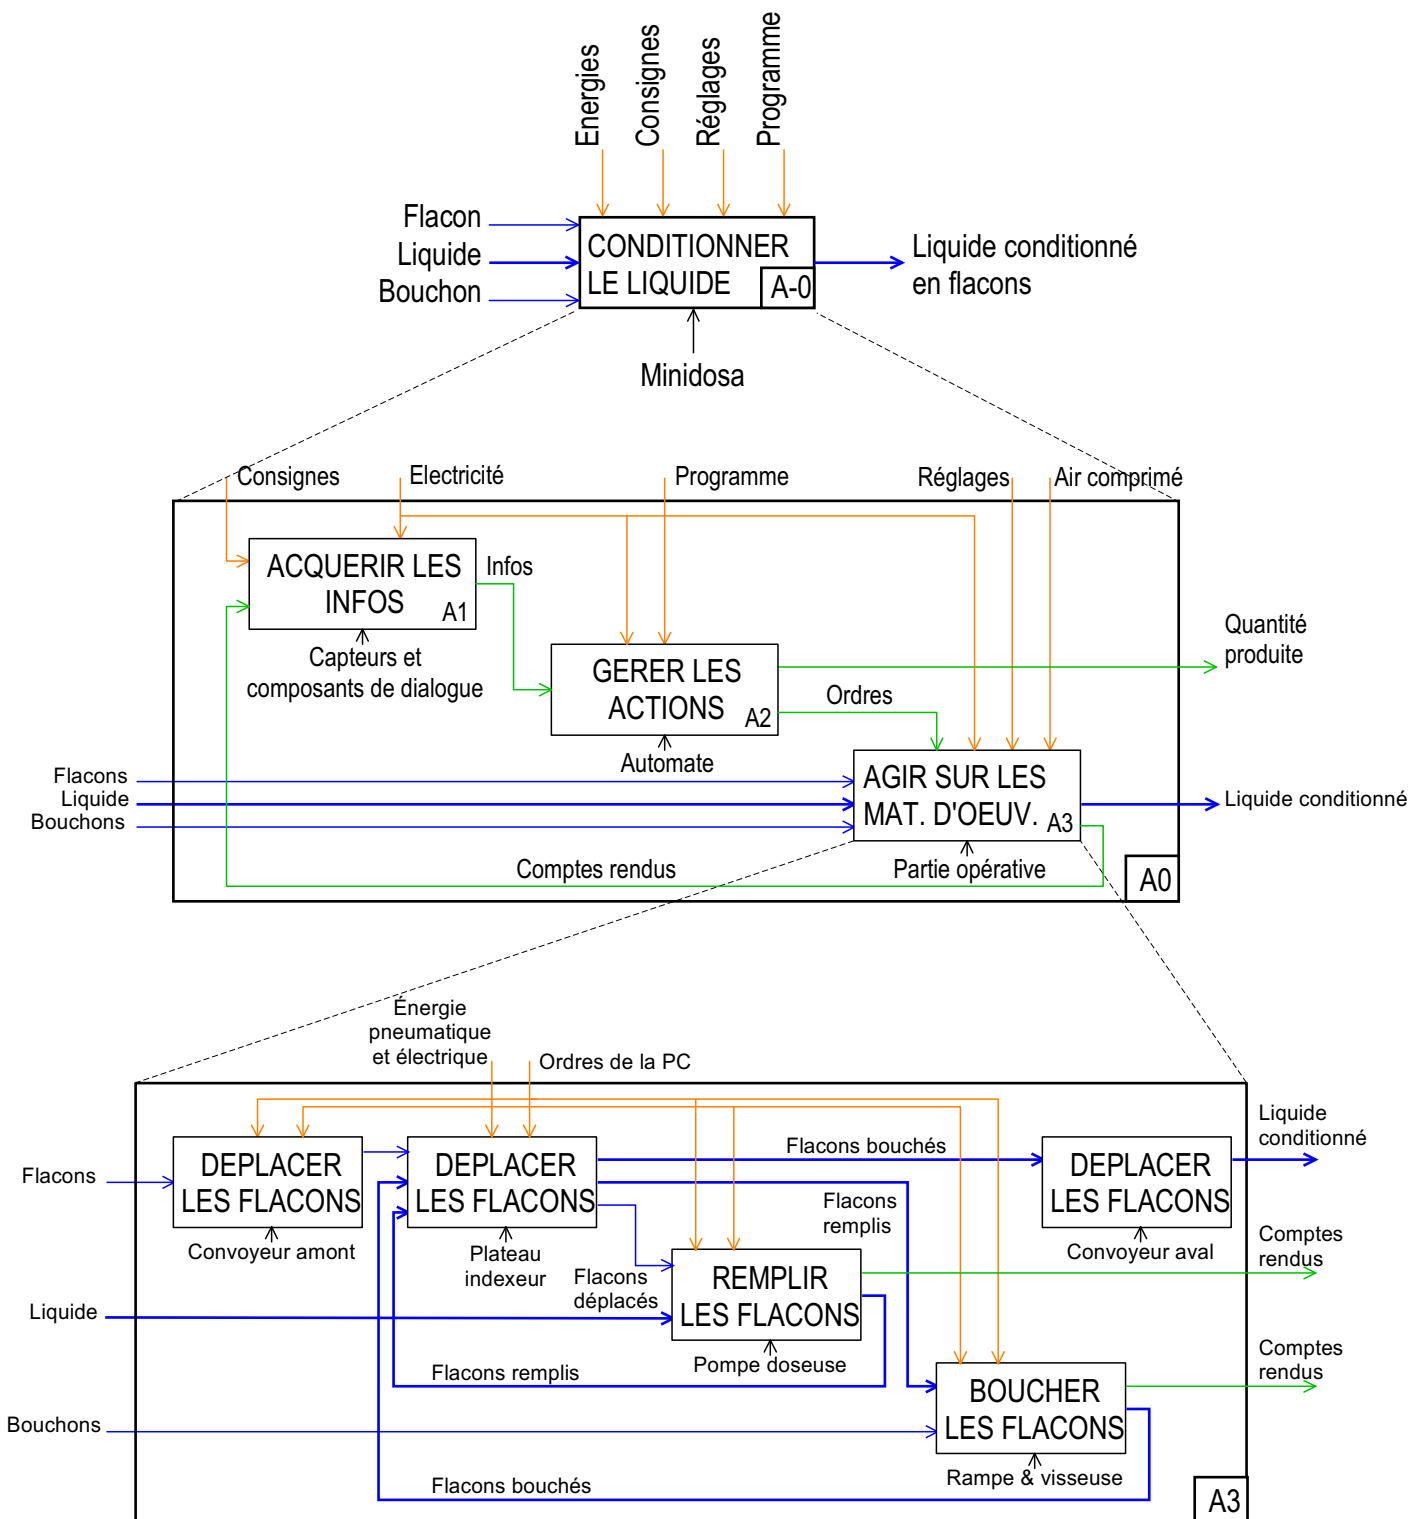 Energies
Consignes
Réglages
Programme
Flacon
Liquide
Bouchon
CONDITIONNER
LE LIQUIDE
A-0
Liquide conditionné
en flacons
Minidosa
Consignes
Electricité
Programme
Réglages
Air comprimé
ACQUERIR LES
INFOS
A1
Infos
Capteurs et
composants de dialogue
GERER LES
ACTIONS
A2
Quantité
produite
Ordres
Automate
Flacons
Liquide
Bouchons
AGIR SUR LES
MAT. D'OEUV.
A3
Liquide conditionné
Comptes rendus
Partie opérative
A0
Énergie
pneumatique
et électrique
Ordres de la PC
Flacons
DEPLACER
LES FLACONS
Convoyeur amont
DEPLACER
LES FLACONS
Plateau
indexeur
Flacons bouchés
DEPLACER
LES FLACONS
Convoyeur aval
Liquide
conditionné
Flacons
remplis
Comptes
rendus
Flacons
déplacés
REMPLIR
LES FLACONS
Pompe doseuse
Liquide
Flacons remplis
Comptes
rendus
BOUCHER
LES FLACONS
Rampe & visseuse
Bouchons
Flacons bouchés
A3